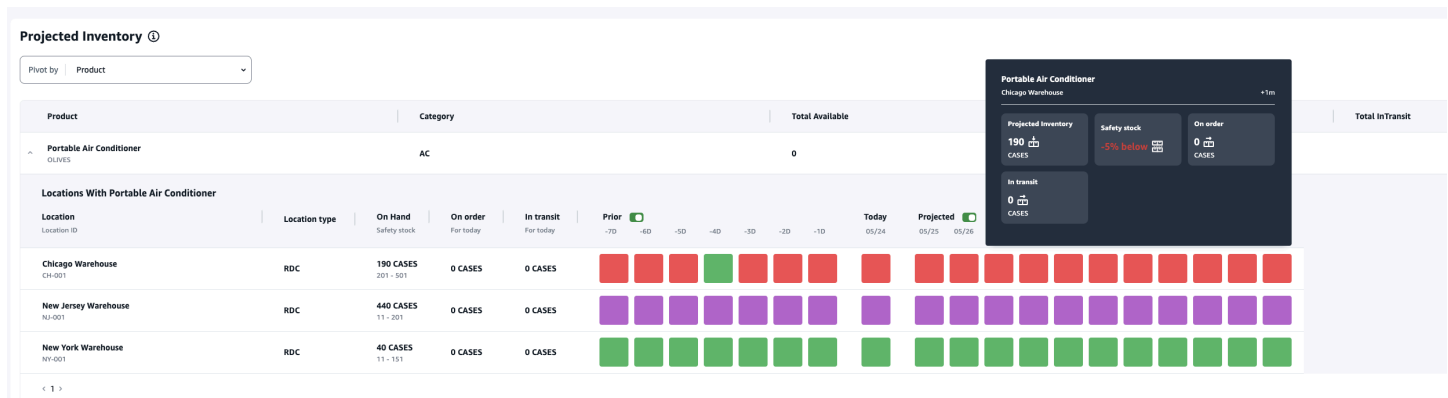 Projected Inventory
Pivot by Product
Portable Air Conditioner
Chicago Warehouse +1m
Projected Inventory Safety stock On order
190 -5% below 0
CASES CASES
In transit
0
CASES
Product Category Total Available Total InTransit
Portable Air Conditioner AC 0
OLIVES
Locations With Portable Air Conditioner
Location Location type On Hand On order In transit Prior Today Projected
Location ID Safety stock For today For today -7D -6D -5D -4D -3D -2D -1D 05/24 05/25 05/26
Chicago Warehouse RDC 190 CASES 0 CASES 0 CASES
CH-001 201 - 501
New Jersey Warehouse RDC 440 CASES 0 CASES 0 CASES
NJ-001 11 - 201
New York Warehouse RDC 40 CASES 0 CASES 0 CASES
NY-001 11 - 151
< 1 >